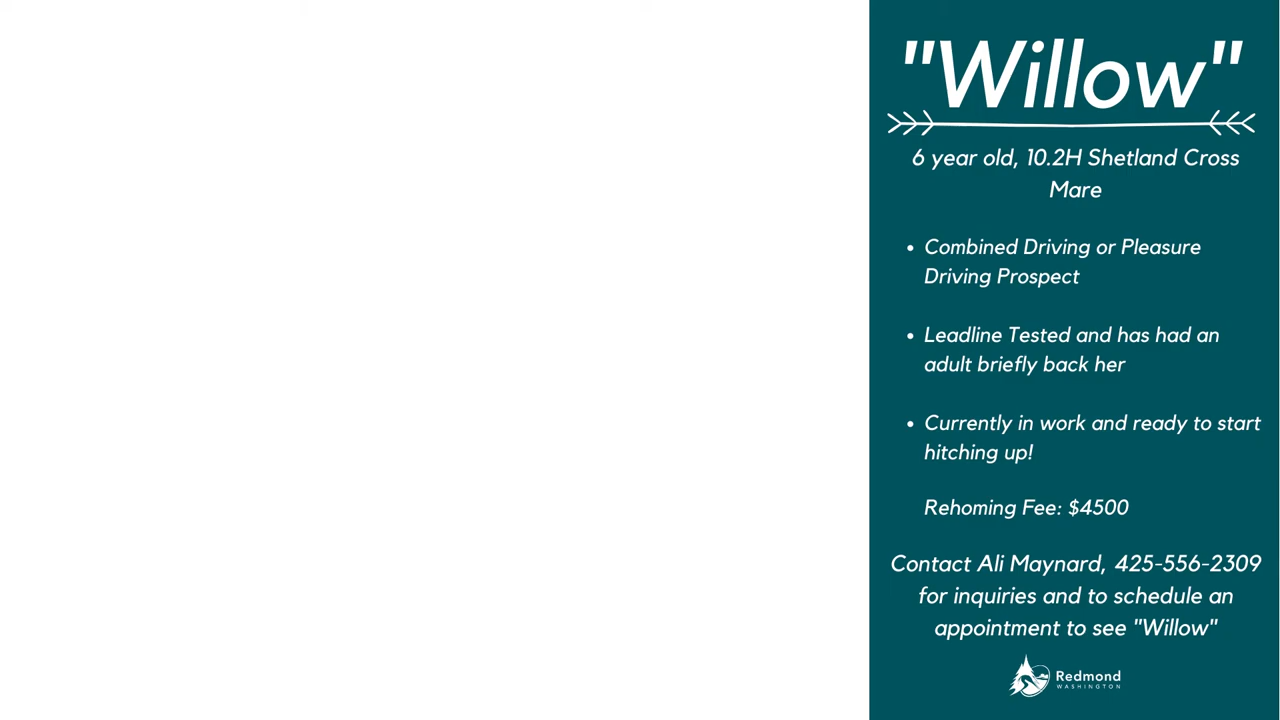 "Willow"
6 year old, 10.2H Shetland Cross
Mare
• Combined Driving or Pleasure
Driving Prospect
• Leadline Tested and has had an
adult briefly back her
• Currently in work and ready to start
hitching up!
Rehoming Fee: $4500
Contact Ali Maynard, 425-556-2309
for inquiries and to schedule an
appointment to see "Willow"
Redmond
WASHINGTON